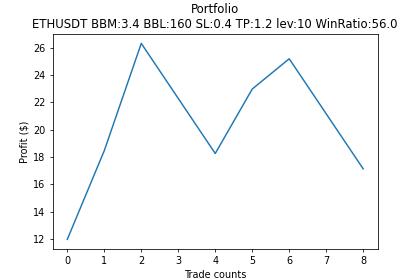 Portfolio
ETHUSDT BBM:3.4 BBL:160 SL:0.4 TP:1.2 lev:10 WinRatio:56.0
26
24
22
20
18
16
14
12
Profit ($)
0 1 2 3 4 5 6 7 8
Trade counts